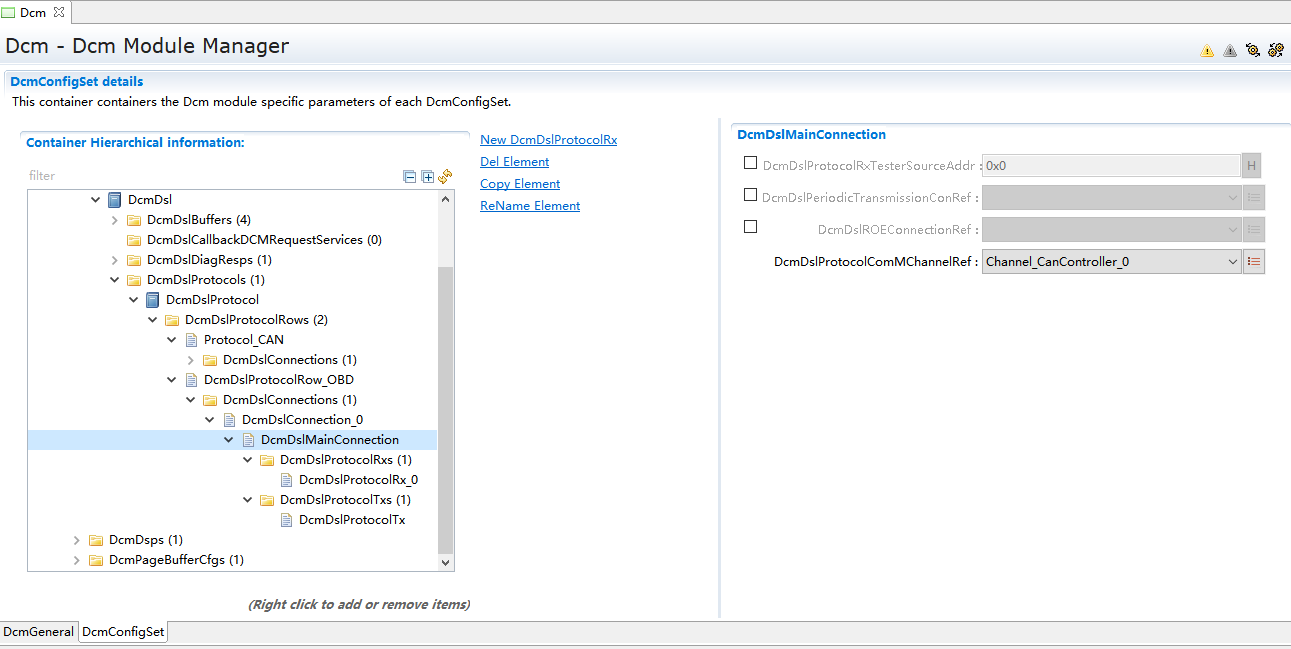 Dcm
Dcm - Dcm Module Manager
DcmConfigSet details
This container containers the Dcm module specific parameters of each DcmConfigSet.
Container Hierarchical information:
filter
DcmDsl
DcmDslBuffers (4)
DcmDslCallbackDCMRequestServices (0)
DcmDslDiagResps (1)
DcmDslProtocols (1)
DcmDslProtocol
DcmDslProtocolRows (2)
Protocol_CAN
DcmDslConnections (1)
DcmDslProtocolRow_OBD
DcmDslConnections (1)
DcmDslConnection_0
DcmDslMainConnection
DcmDslProtocolRxs (1)
DcmDslProtocolRx_0
DcmDslProtocolTxs (1)
DcmDslProtocolTx
DcmDsps (1)
DcmPageBufferCfgs (1)
(Right click to add or remove items)
New DcmDslProtocolRx
Del Element
Copy Element
ReName Element
DcmDslMainConnection
DcmDslProtocolRxTesterSourceAddr : 0x0 H
DcmDslPeriodicTransmissionConRef :
DcmDslROEConnectionRef :
DcmDslProtocolComMChannelRef : Channel_CanController_0
DcmGeneral DcmConfigSet